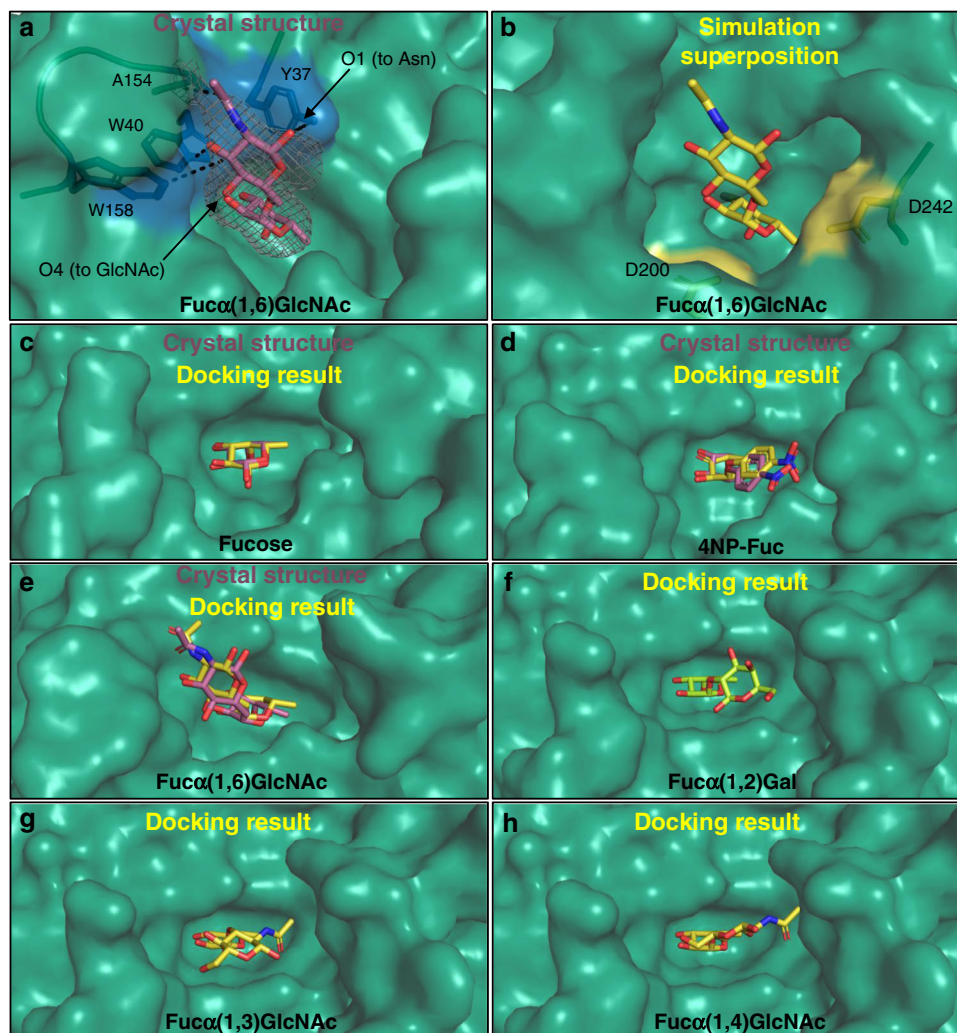 a
Crystal structure
A154
Y37
O1 (to Asn)
W40
W158
O4 (to GlcNAc)
Fucα(1,6)GlcNAc
b
Simulation
superposition
D242
D200
Fucα(1,6)GlcNAc
c
Crystal structure
Docking result
Fucose
d
Crystal structure
Docking result
4NP-Fuc
e
Crystal structure
Docking result
Fucα(1,6)GlcNAc
f
Docking result
Fucα(1,2)Gal
g
Docking result
Fucα(1,3)GlcNAc
h
Docking result
Fucα(1,4)GlcNAc